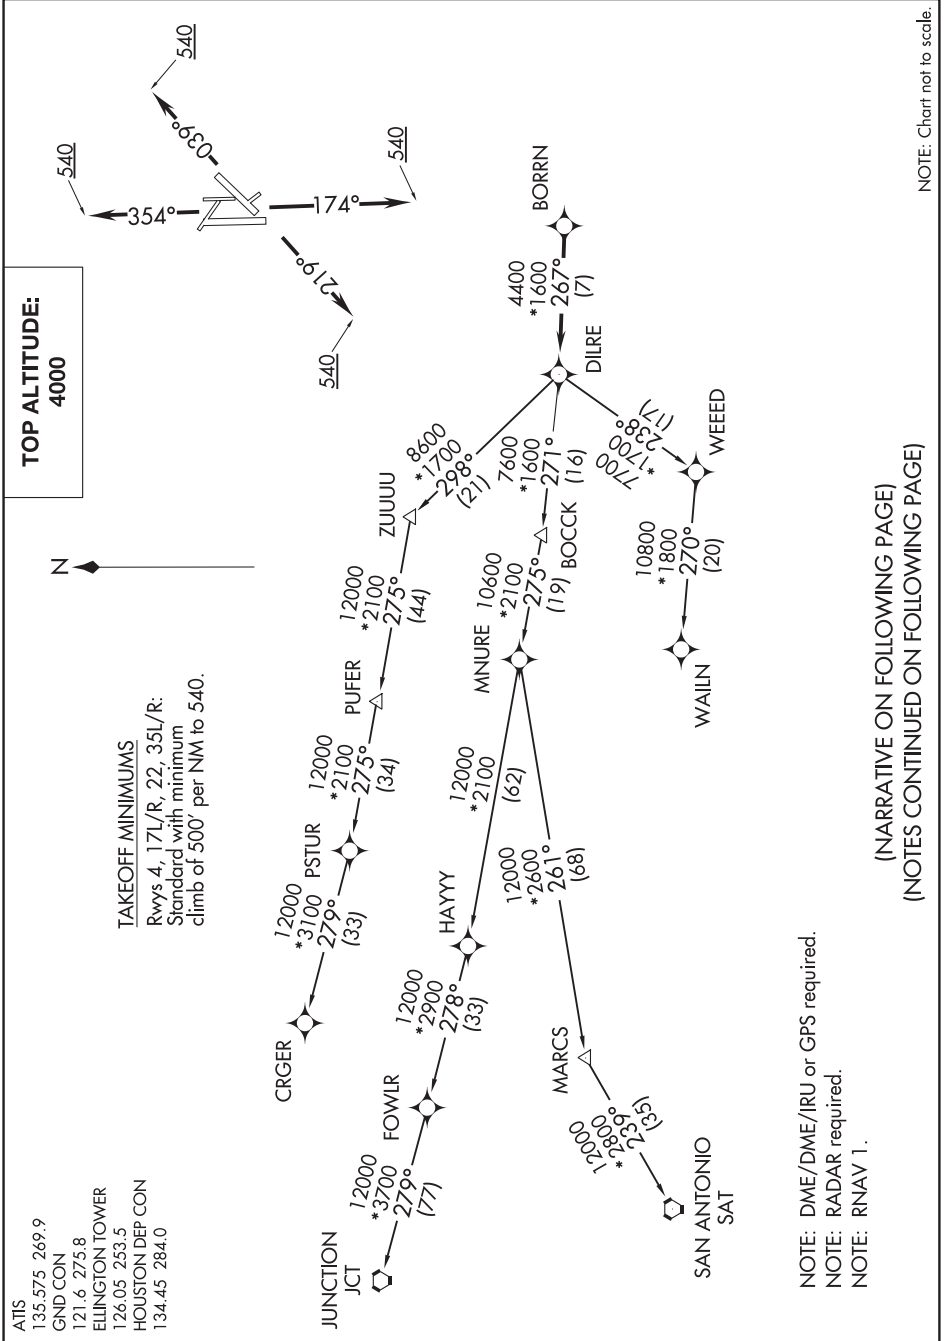 ATIS
135.575 269.9
GND CON
121.6 275.8
ELLINGTON TOWER
126.05 253.5
HOUSTON DEP CON
134.45 284.0
TAKEOFF MINIMUMS
Rwys 4, 17L/R, 22, 35L/R:
Standard with minimum
climb of 500' per NM to 540.
N
TOP ALTITUDE:
4000
540
354°
540
039°
174°
540
219°
540
CRGER
12000
*3100
279°
(33)
PSTUR
12000
*2100
275°
(34)
PUFER
12000
*2100
275°
(44)
ZUUUU
8600
*1700
298°
(21)
JUNCTION
JCT
12000
*3700
279°
(77)
FOWLR
12000
*2900
278°
(33)
HAYYY
12000
*2100
(62)
MNURE
10600
*2100
275°
(19)
BOCCK
7600
*1600
271°
(16)
DILRE
4400
*1600
267°
(7)
BORRN
SAN ANTONIO
SAT
12000
*2800
239°
(35)
MARCS
12000
*2600
261°
(68)
WAILN
10800
*1800
270°
(20)
WEEED
7700
*1700
238°
(17)
NOTE: DME/DME/IRU or GPS required.
NOTE: RADAR required.
NOTE: RNAV 1.
(NARRATIVE ON FOLLOWING PAGE)
(NOTES CONTINUED ON FOLLOWING PAGE)
NOTE: Chart not to scale.